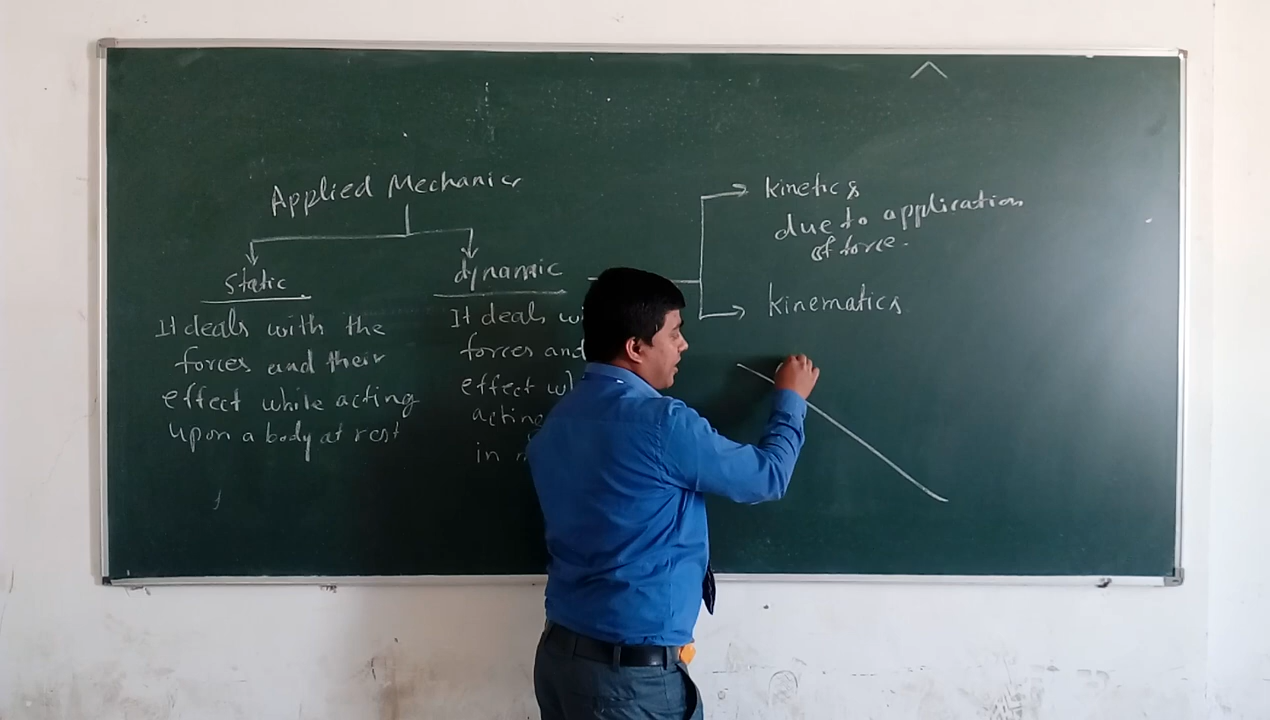 Applied Mechanics
static
It deals with the
forces and their
effect while acting
upon a body at rest
dynamic
It deals
forces and
effect
acting
in
kinetics
due to application
of force.
kinematics